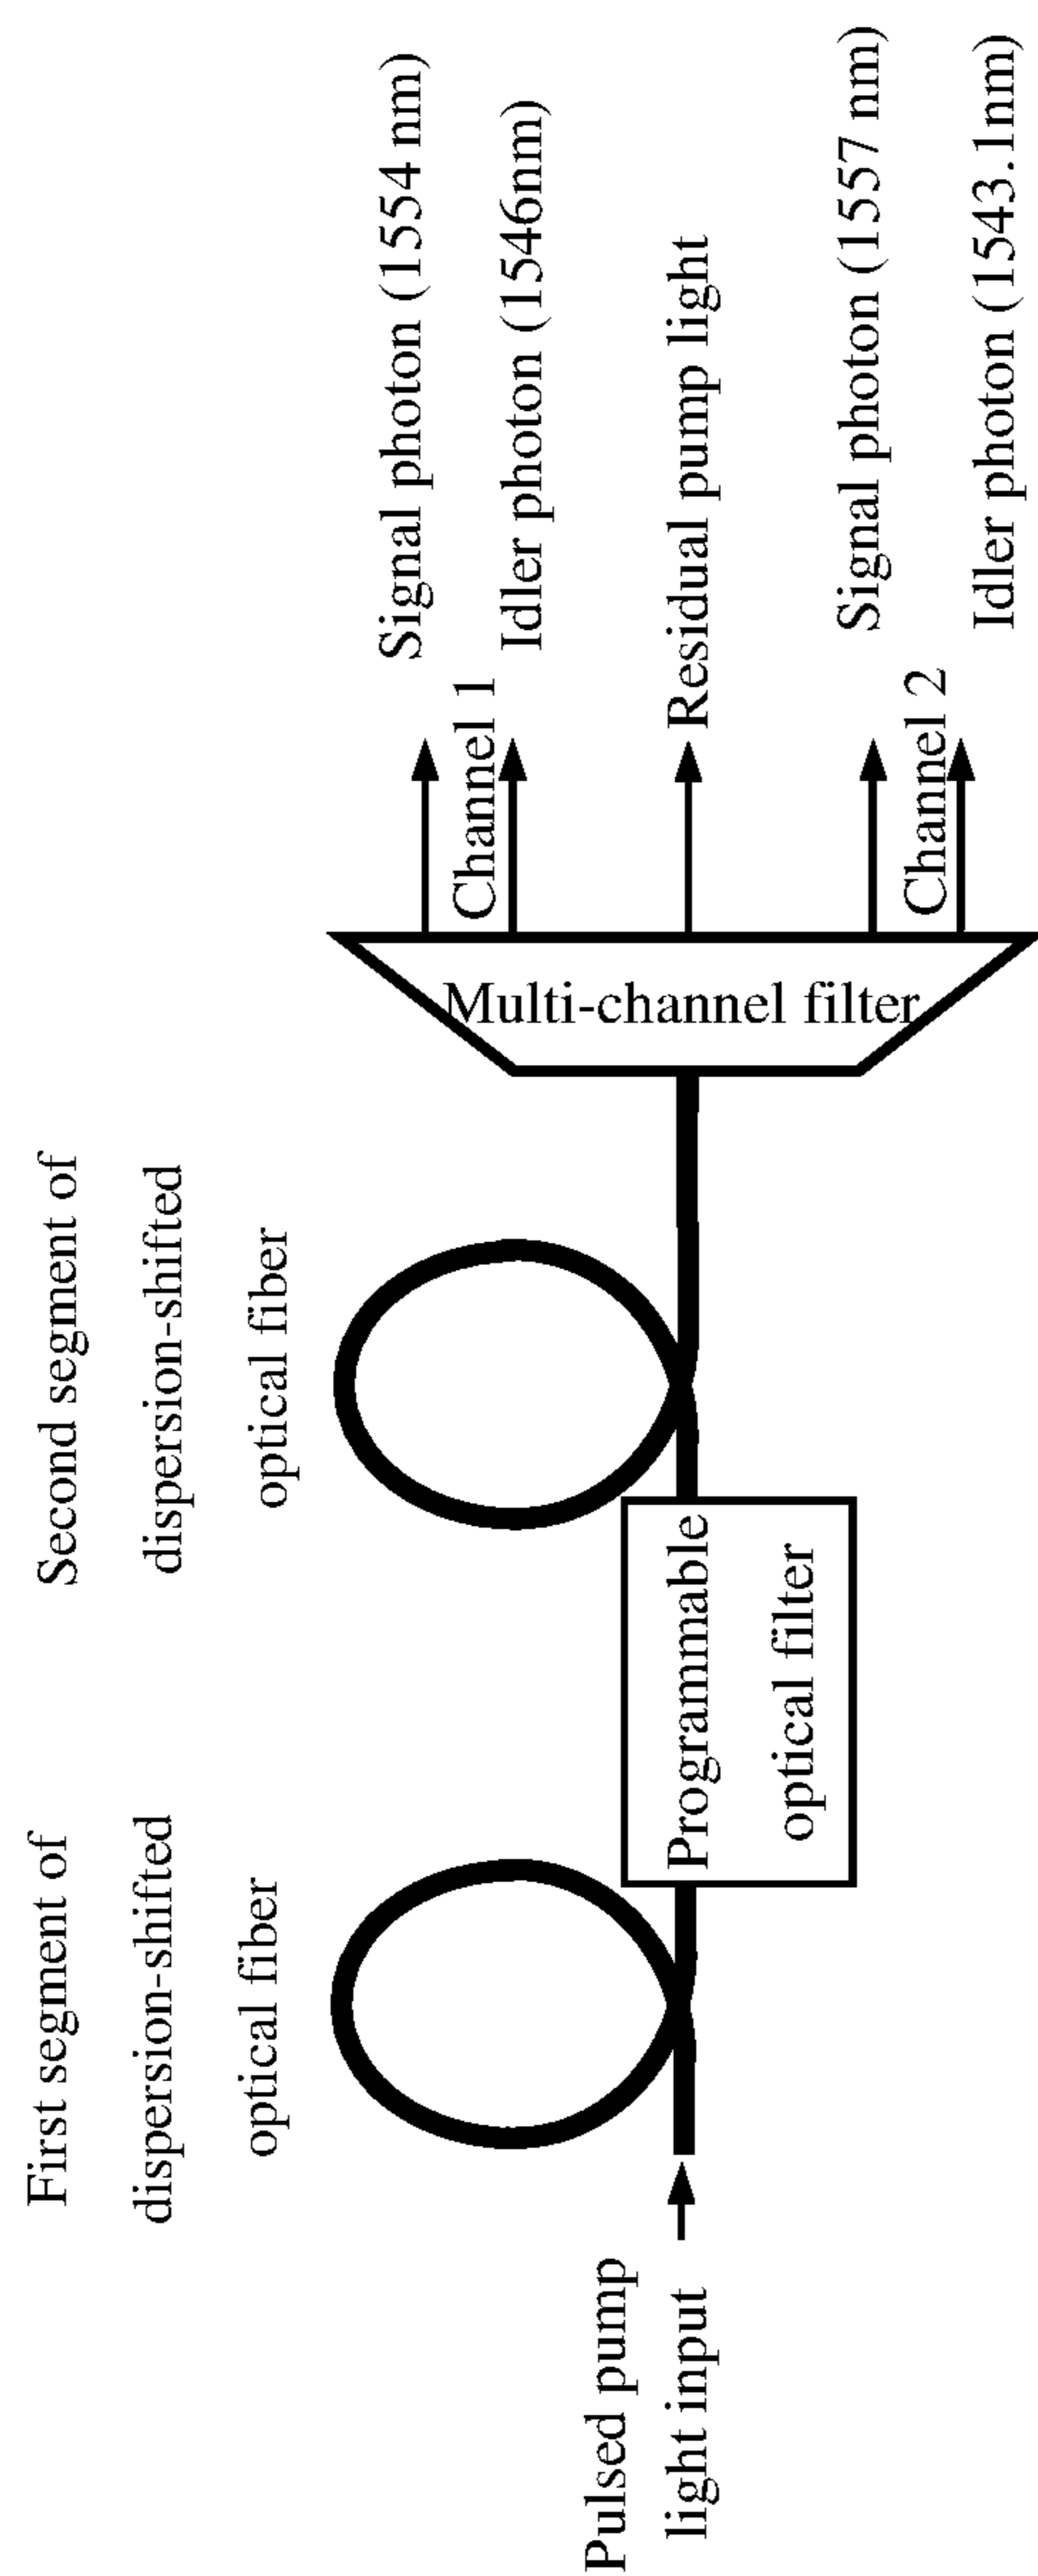 Pulsed pump
light input
First segment of
dispersion-shifted
optical fiber
Programmable
optical filter
Second segment of
dispersion-shifted
optical fiber
Multi-channel filter
Channel 1
Signal photon (1554 nm)
Idler photon (1546nm)
Residual pump light
Channel 2
Signal photon (1557 nm)
Idler photon (1543.1nm)